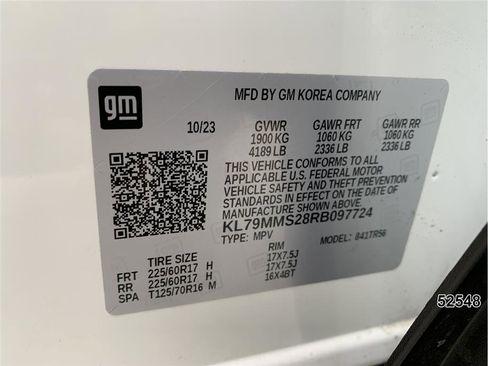 gm
MFD BY GM KOREA COMPANY
10/23 GVWR GAWR FRT GAWR RR
1900 KG 1060 KG 1060 KG
4189 LB 2336 LB 2336 LB
THIS VEHICLE CONFORMS TO ALL
APPLICABLE U.S. FEDERAL MOTOR
VEHICLE SAFETY AND THEFT PREVENTION
STANDARDS IN EFFECT ON THE DATE OF
MANUFACTURE SHOWN ABOVE.
KL79MMS28RB097724
TYPE: MPV MODEL: 841TR56
TIRE SIZE RIM
FRT 225/60R17 H 17X7.5J
RR 225/60R17 H 17X7.5J
SPA T125/70R16 M 16X4BT
52548